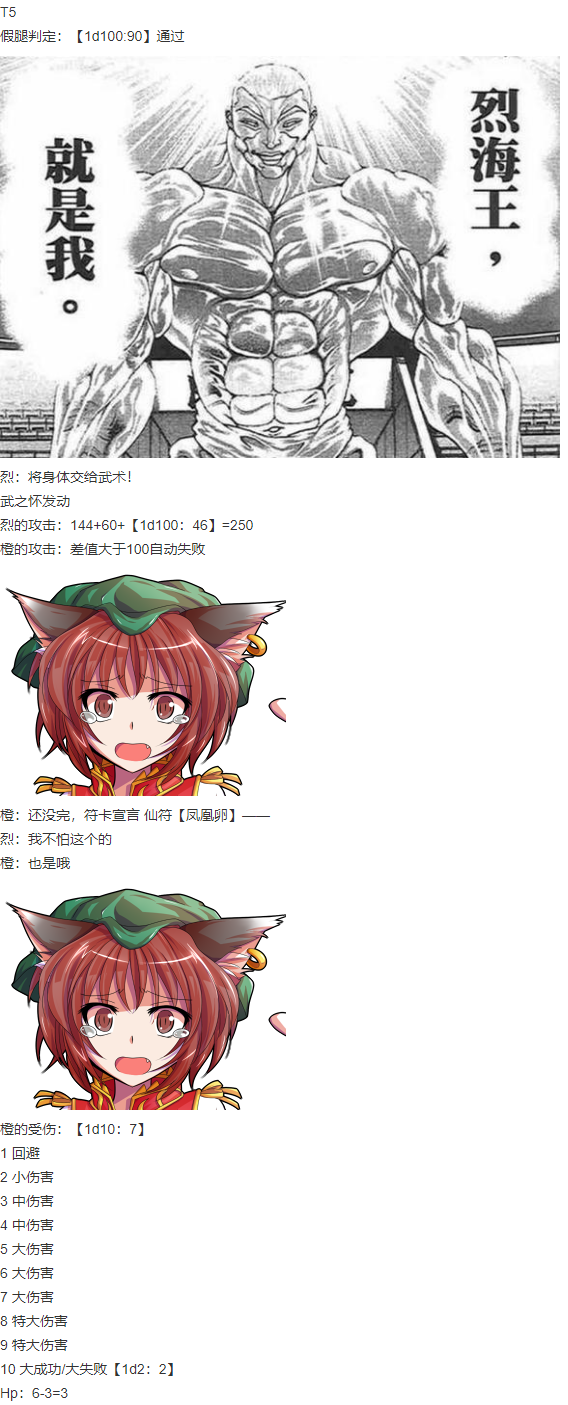 T5
假腿判定：【1d100:90】通过
烈海王，
就是我。
烈：将身体交给武术！
武之怀发动
烈的攻击：144+60+【1d100：46】=250
橙的攻击：差值大于100自动失败
橙：还没完，符卡宣言 仙符【凤凰卵】——
烈：我不怕这个的
橙：也是哦
橙的受伤：【1d10：7】
1 回避
2 小伤害
3 中伤害
4 中伤害
5 大伤害
6 大伤害
7 大伤害
8 特大伤害
9 特大伤害
10 大成功/大失败【1d2：2】
Hp：6-3=3